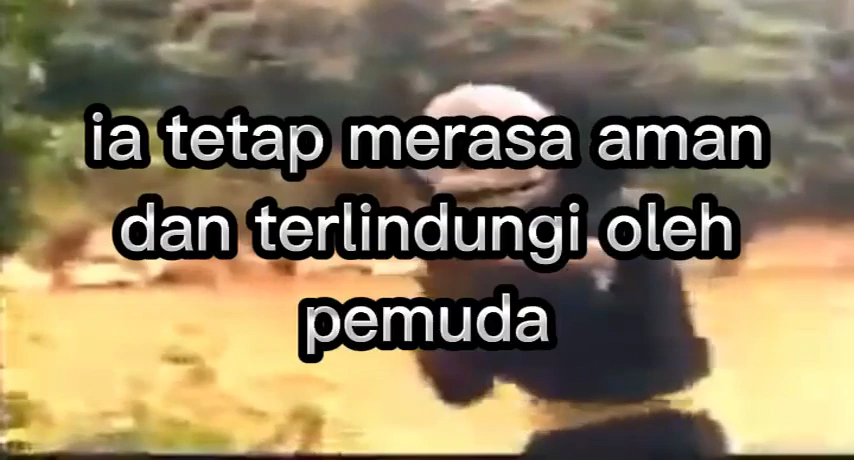 ia tetap merasa aman
dan terlindungi oleh
pemuda